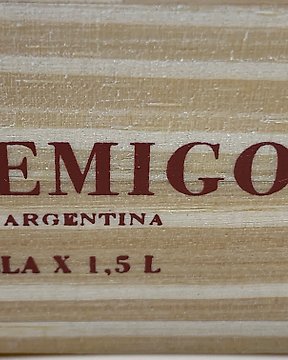 EMIGO
ARGENTINA
LA X 1,5 L